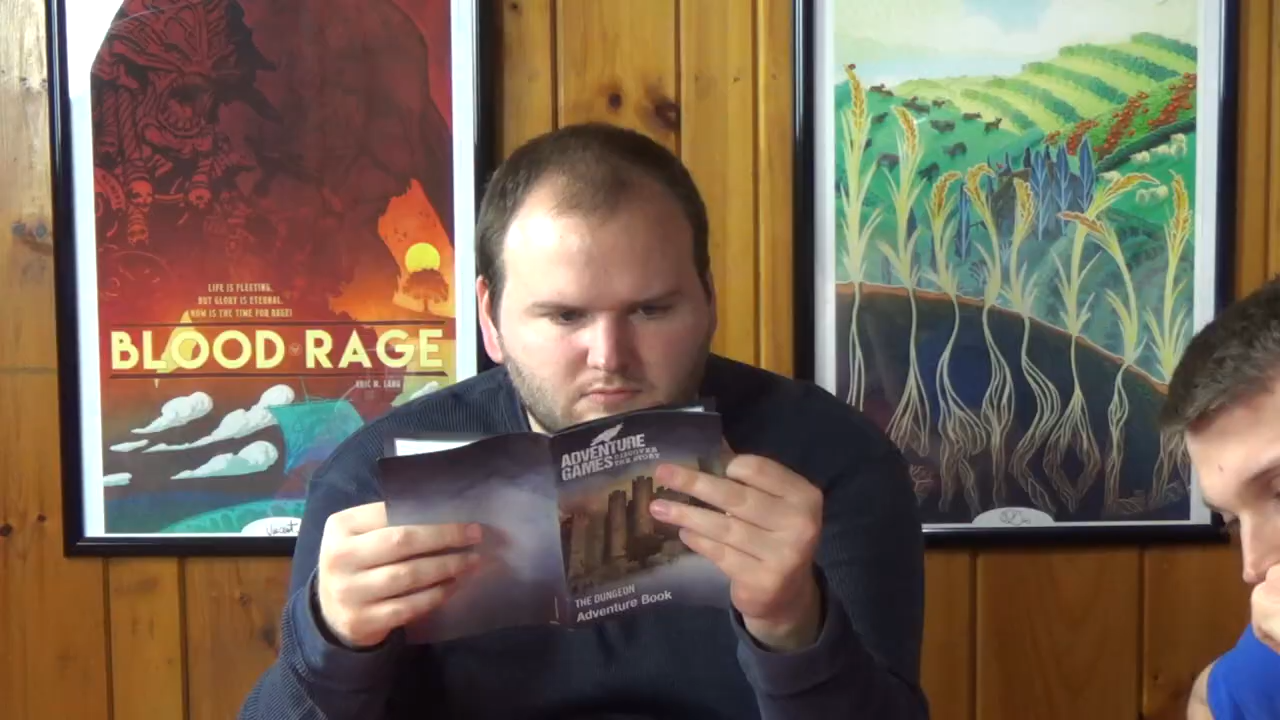 LIFE IS FLEETING,
BUT GLORY IS ETERNAL.
NOW IS THE TIME FOR RAGE!
BLOOD RAGE
ERIC M. LANG
Vincent
ADVENTURE
GAMES DISCOVER
THE STORY
THE DUNGEON
Adventure Book